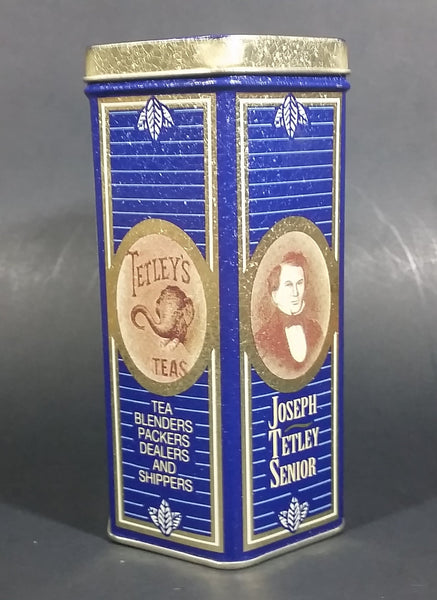 TETLEY'S
TEAS
TEA
BLENDERS
PACKERS
DEALERS
AND
SHIPPERS
JOSEPH
TETLEY
SENIOR